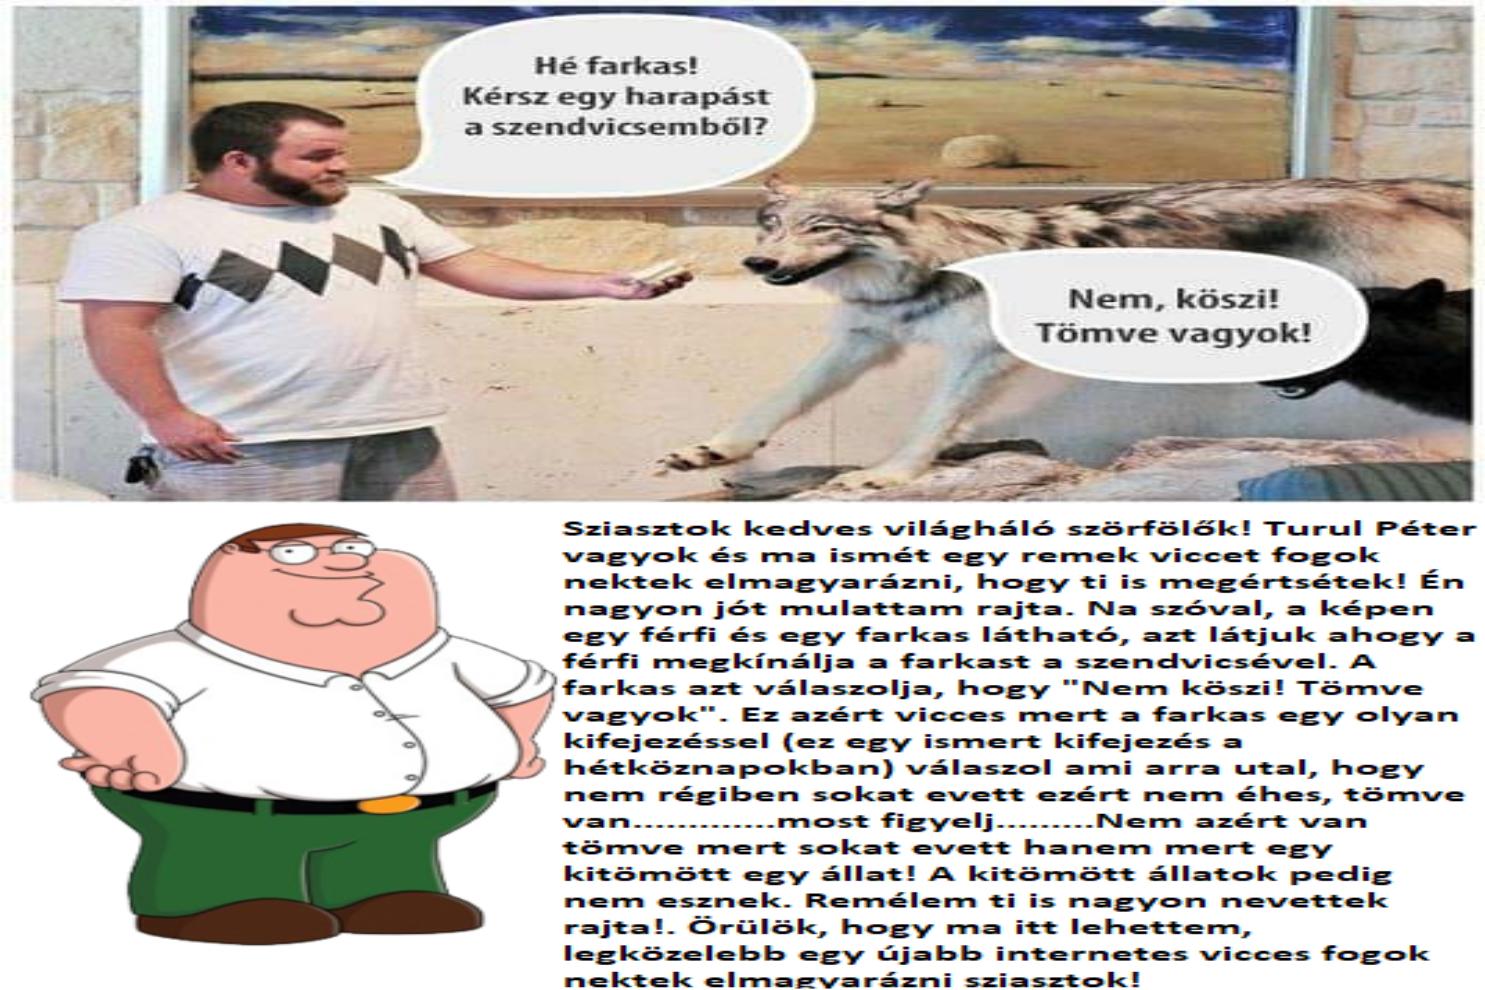 Hé farkas!
Kérsz egy harapást
a szendvicsemből?
Nem, köszi!
Tömve vagyok!
Sziasztok kedves világháló szörfölők! Turul Péter
vagyok és ma ismét egy remek viccet fogok
nektek elmagyarázni, hogy ti is megértsétek! Én
nagyon jót mulattam rajta. Na szóval, a képen
egy férfi és egy farkas látható, azt látjuk ahogy a
férfi megkínálja a farkast a szendvicsével. A
farkas azt válaszolja, hogy "Nem köszi! Tömve
vagyok". Ez azért vicces mert a farkas egy olyan
kifejezéssel (ez egy ismert kifejezés a
hétköznapokban) válaszol ami arra utal, hogy
nem régiben sokat evett ezért nem éhes, tömve
van.............most figyelj.........Nem azért van
tömve mert sokat evett hanem mert egy
kitömött egy állat! A kitömött állatok pedig
nem esznek. Remélem ti is nagyon nevettek
rajta!. Örülök, hogy ma itt lehettem,
legközelebb egy újabb internetes vicces fogok
nektek elmagyarázni sziasztok!